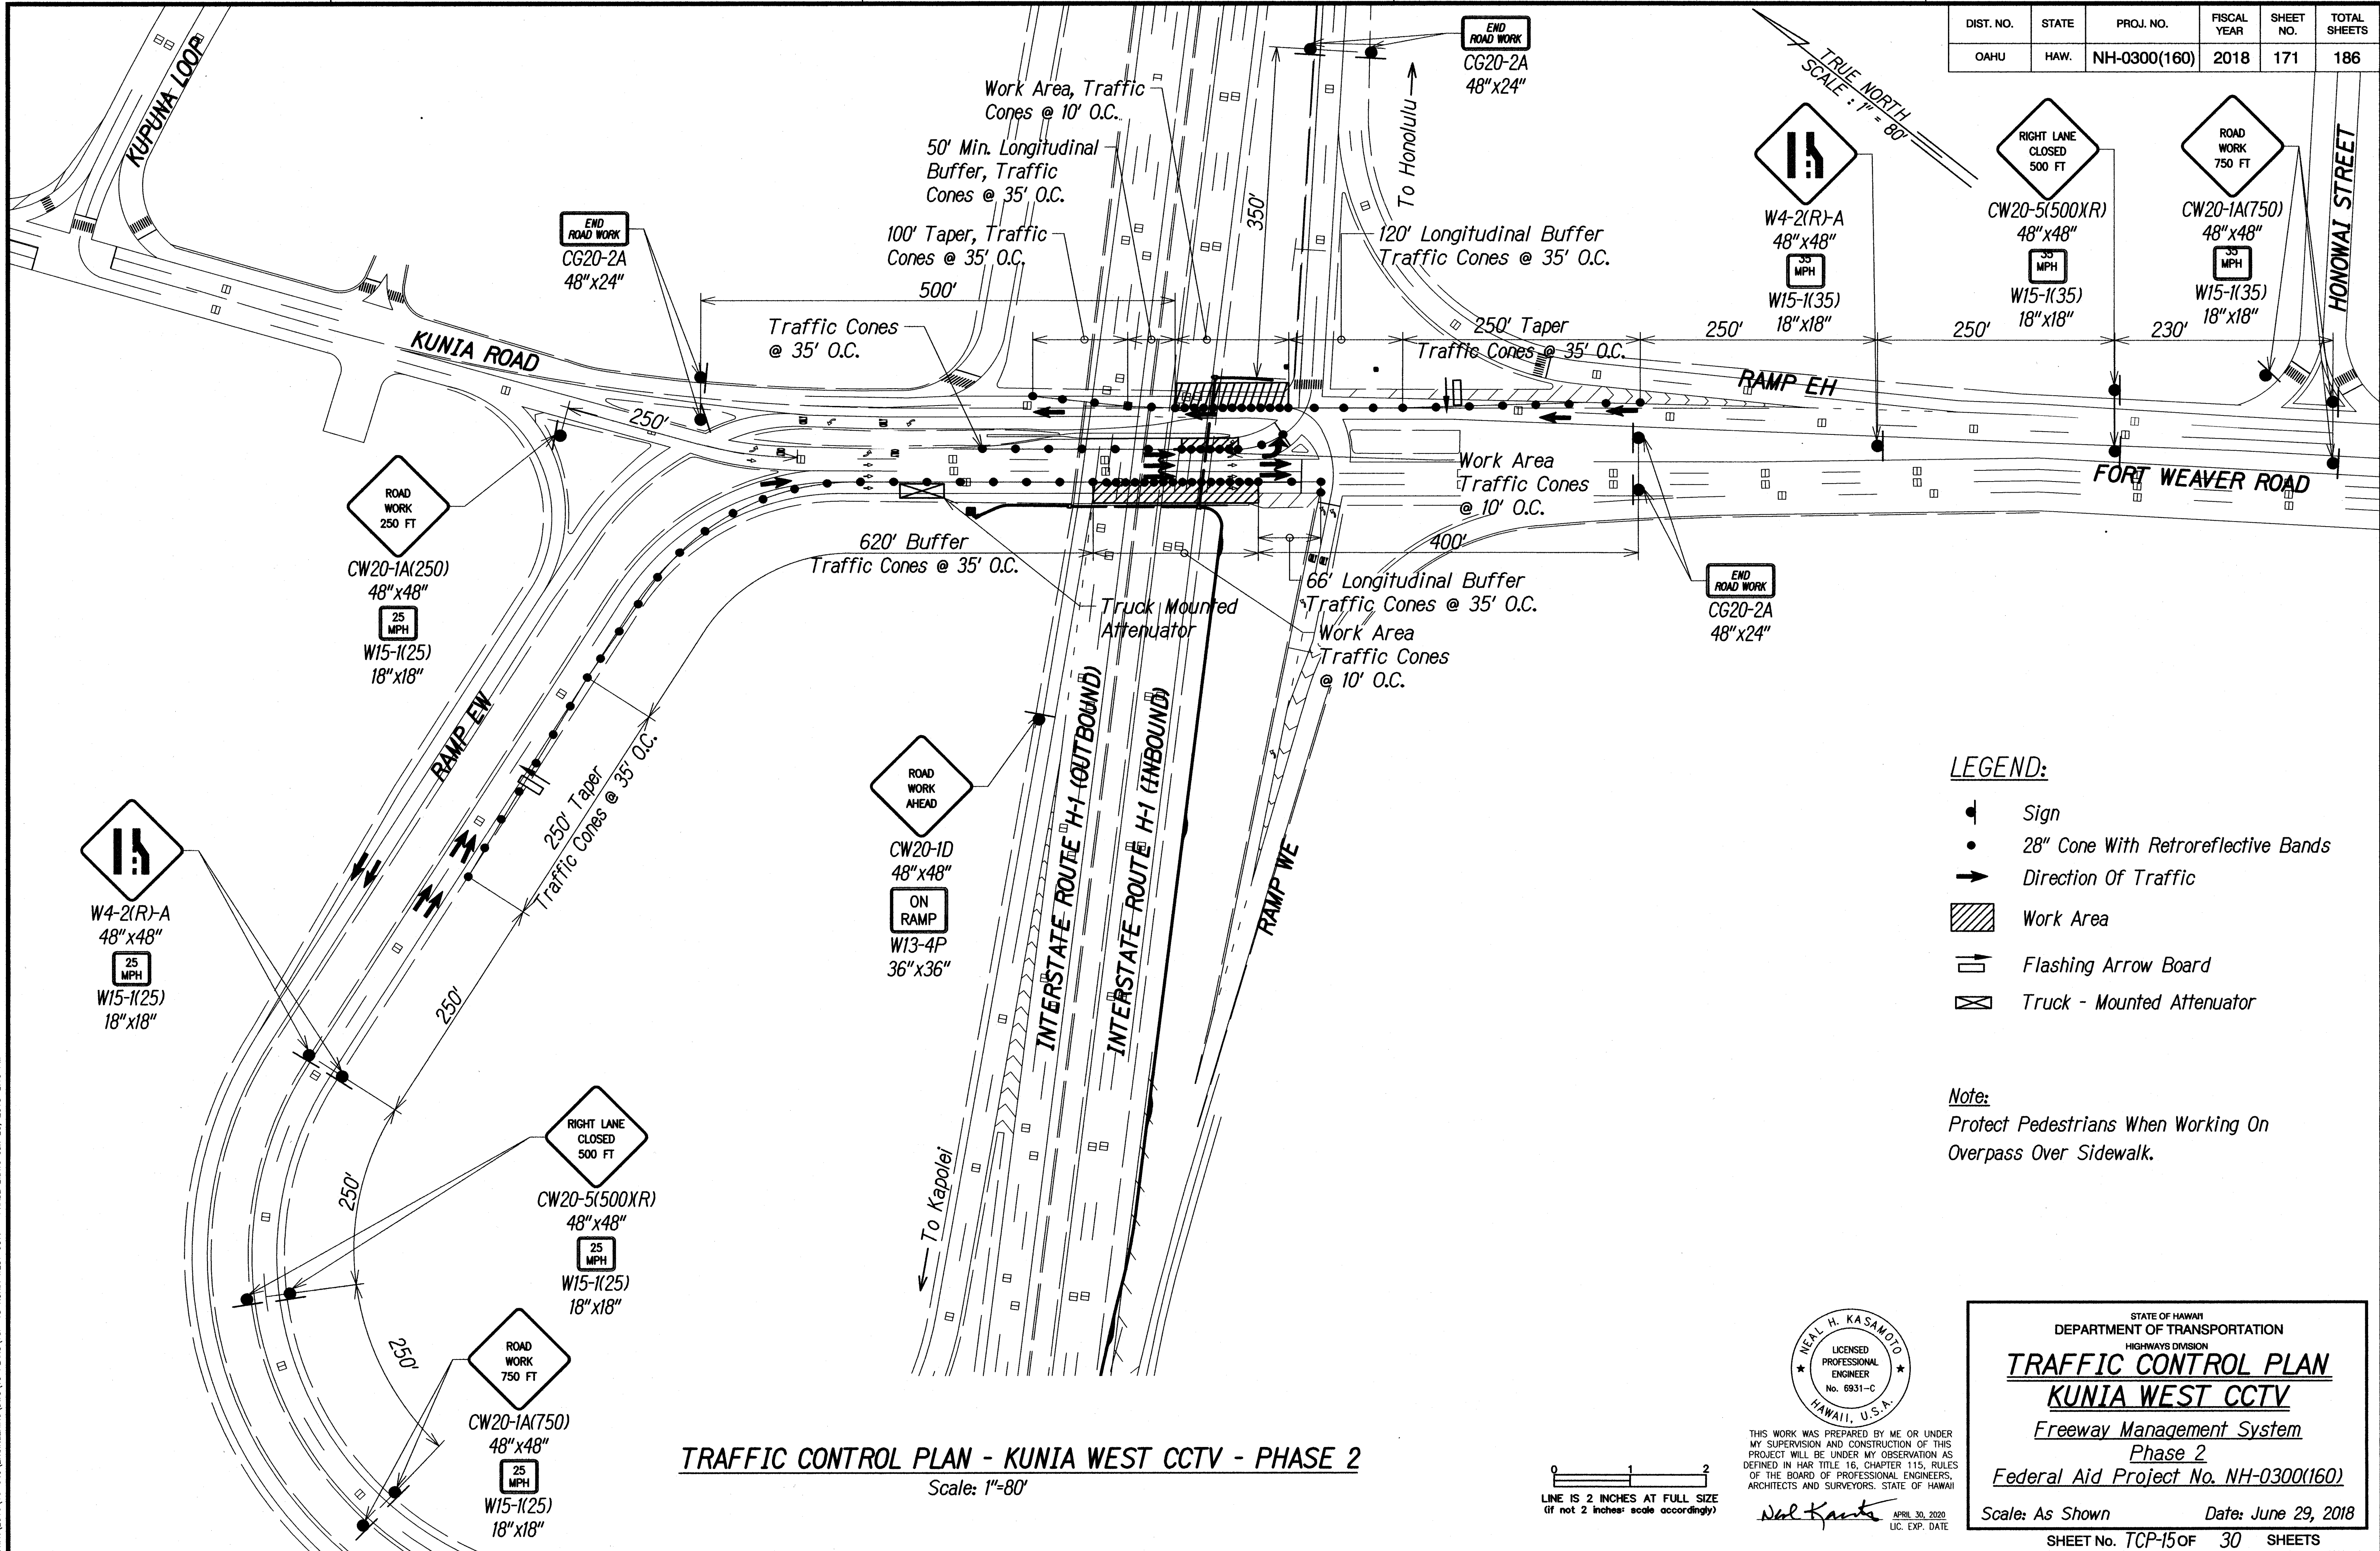 DIST. NO. STATE PROJ. NO. FISCAL YEAR SHEET NO. TOTAL SHEETS
OAHU HAW. NH-0300(160) 2018 171 186
KUPUNA LOOP
END
ROAD WORK
CG20-2A
48"x24"
Work Area, Traffic
Cones @ 10' O.C.
50' Min. Longitudinal
Buffer, Traffic
Cones @ 35' O.C.
100' Taper, Traffic
Cones @ 35' O.C.
END
ROAD WORK
CG20-2A
48"x24"
To Honolulu
350'
120' Longitudinal Buffer
Traffic Cones @ 35' O.C.
TRUE NORTH
SCALE : 1" = 80'
W4-2(R)-A
48"x48"
35
MPH
W15-1(35)
18"x18"
RIGHT LANE
CLOSED
500 FT
CW20-5(500)(R)
48"x48"
35
MPH
W15-1(35)
18"x18"
ROAD
WORK
750 FT
CW20-1A(750)
48"x48"
35
MPH
W15-1(35)
18"x18"
HONOWAI STREET
500'
Traffic Cones
@ 35' O.C.
KUNIA ROAD
250' Taper
Traffic Cones @ 35' O.C.
250'
250'
230'
RAMP EH
250'
FORT WEAVER ROAD
Work Area
Traffic Cones
@ 10' O.C.
ROAD
WORK
250 FT
CW20-1A(250)
48"x48"
25
MPH
W15-1(25)
18"x18"
620' Buffer
Traffic Cones @ 35' O.C.
400'
66' Longitudinal Buffer
Traffic Cones @ 35' O.C.
Truck Mounted
Attenuator
Work Area
Traffic Cones
@ 10' O.C.
END
ROAD WORK
CG20-2A
48"x24"
RAMP EW
250' Taper
Traffic Cones @ 35' O.C.
ROAD
WORK
AHEAD
CW20-1D
48"x48"
ON
RAMP
W13-4P
36"x36"
INTERSTATE ROUTE H-1 (OUTBOUND)
INTERSTATE ROUTE H-1 (INBOUND)
RAMP WE
W4-2(R)-A
48"x48"
25
MPH
W15-1(25)
18"x18"
250'
250'
250'
RIGHT LANE
CLOSED
500 FT
CW20-5(500)(R)
48"x48"
25
MPH
W15-1(25)
18"x18"
ROAD
WORK
750 FT
CW20-1A(750)
48"x48"
25
MPH
W15-1(25)
18"x18"
To Kapolei
LEGEND:
Sign
28" Cone With Retroreflective Bands
Direction Of Traffic
Work Area
Flashing Arrow Board
Truck - Mounted Attenuator
Note:
Protect Pedestrians When Working On
Overpass Over Sidewalk.
TRAFFIC CONTROL PLAN - KUNIA WEST CCTV - PHASE 2
Scale: 1"=80'
0 1 2
LINE IS 2 INCHES AT FULL SIZE
(if not 2 inches: scale accordingly)
NEAL H. KASAMOTO
LICENSED
PROFESSIONAL
ENGINEER
No. 6931-C
HAWAII, U.S.A.
THIS WORK WAS PREPARED BY ME OR UNDER
MY SUPERVISION AND CONSTRUCTION OF THIS
PROJECT WILL BE UNDER MY OBSERVATION AS
DEFINED IN HAR TITLE 16, CHAPTER 115, RULES
OF THE BOARD OF PROFESSIONAL ENGINEERS,
ARCHITECTS AND SURVEYORS. STATE OF HAWAII
APRIL 30, 2020
LIC. EXP. DATE
STATE OF HAWAI'I
DEPARTMENT OF TRANSPORTATION
HIGHWAYS DIVISION
TRAFFIC CONTROL PLAN
KUNIA WEST CCTV
Freeway Management System
Phase 2
Federal Aid Project No. NH-0300(160)
Scale: As Shown Date: June 29, 2018
SHEET No. TCP-15 OF 30 SHEETS